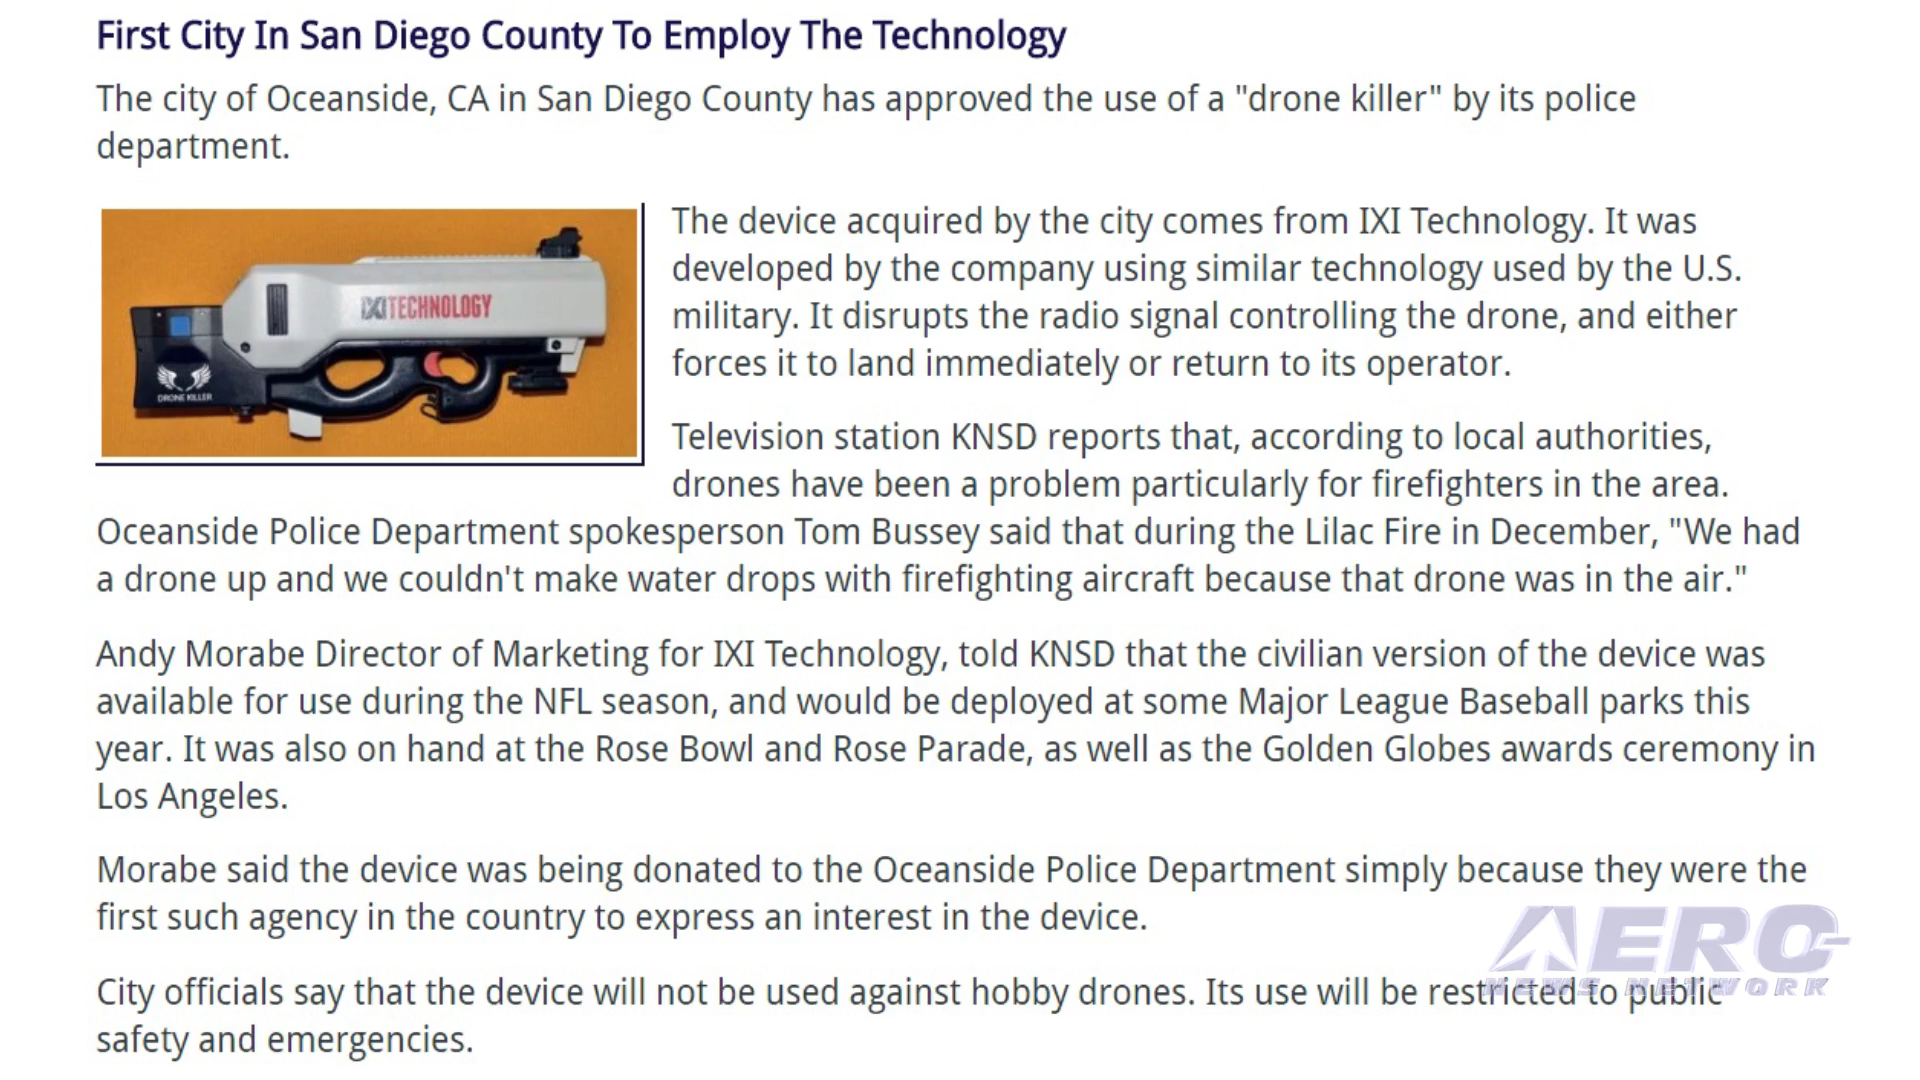 First City In San Diego County To Employ The Technology
The city of Oceanside, CA in San Diego County has approved the use of a "drone killer" by its police
department.
IXITECHNOLOGY
DRONE KILLER
The device acquired by the city comes from IXI Technology. It was
developed by the company using similar technology used by the U.S.
military. It disrupts the radio signal controlling the drone, and either
forces it to land immediately or return to its operator.
Television station KNSD reports that, according to local authorities,
drones have been a problem particularly for firefighters in the area.
Oceanside Police Department spokesperson Tom Bussey said that during the Lilac Fire in December, "We had
a drone up and we couldn't make water drops with firefighting aircraft because that drone was in the air."
Andy Morabe Director of Marketing for IXI Technology, told KNSD that the civilian version of the device was
available for use during the NFL season, and would be deployed at some Major League Baseball parks this
year. It was also on hand at the Rose Bowl and Rose Parade, as well as the Golden Globes awards ceremony in
Los Angeles.
Morabe said the device was being donated to the Oceanside Police Department simply because they were the
first such agency in the country to express an interest in the device.
City officials say that the device will not be used against hobby drones. Its use will be restricted to public
safety and emergencies.
AERO-
NEWS NETWORK